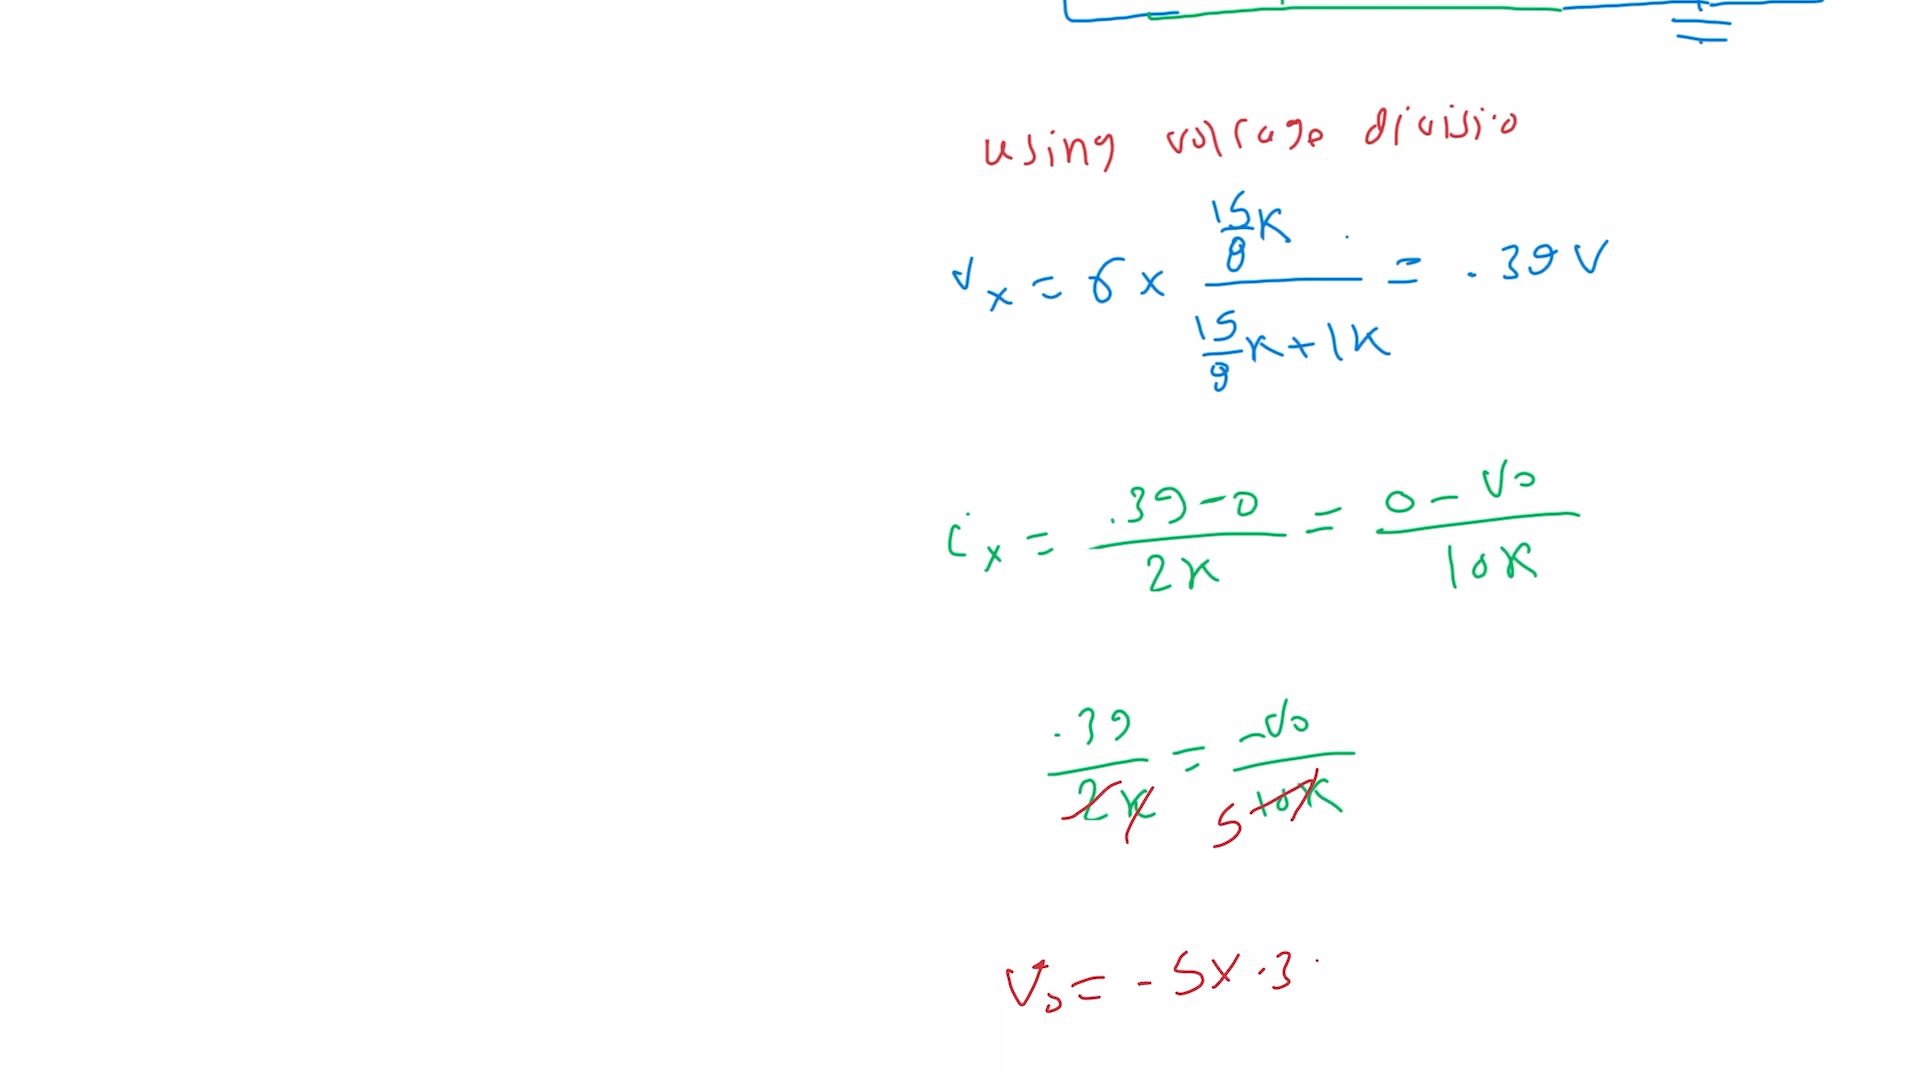 using voltage divisio
Vx = 6 x 15/8 K / (15/8 K + 1K) = .39 V
ix = .39 - 0 / 2K = 0 - Vo / 10K
.39 / 2K = -Vo / 5 10K
Vo = - 5 x .3